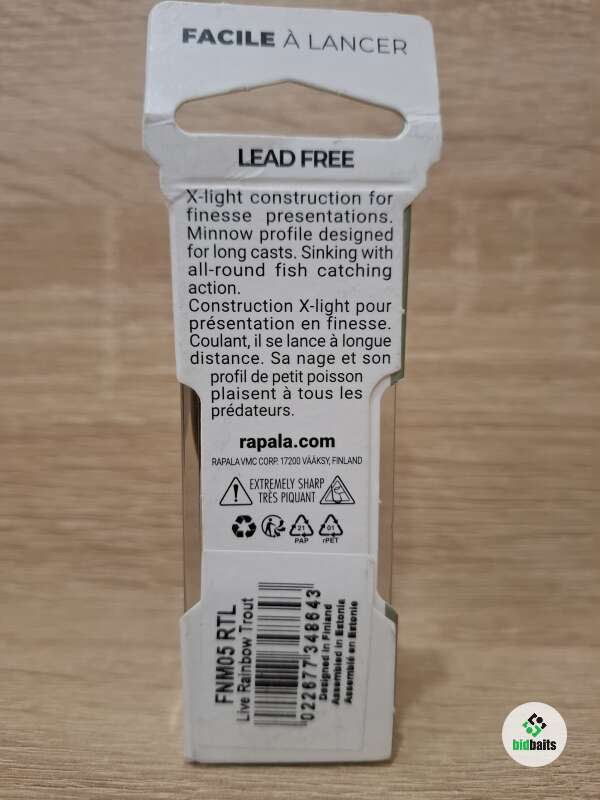 FACILE À LANCER
LEAD FREE
X-light construction for
finesse presentations.
Minnow profile designed
for long casts. Sinking with
all-round fish catching
action.
Construction X-light pour
présentation en finesse.
Coulant, il se lance à longue
distance. Sa nage et son
profil de petit poisson
plaisent à tous les
prédateurs.
rapala.com
RAPALA VMC CORP. 17200 VÄÄKSY, FINLAND
EXTREMELY SHARP
TRÈS PIQUANT
21
PAP
01
rPET
FNM05 RTL
Live Rainbow Trout
022677348643
Designed in Finland
Assembled in Estonia
Assemblé en Estonie
bidbaits